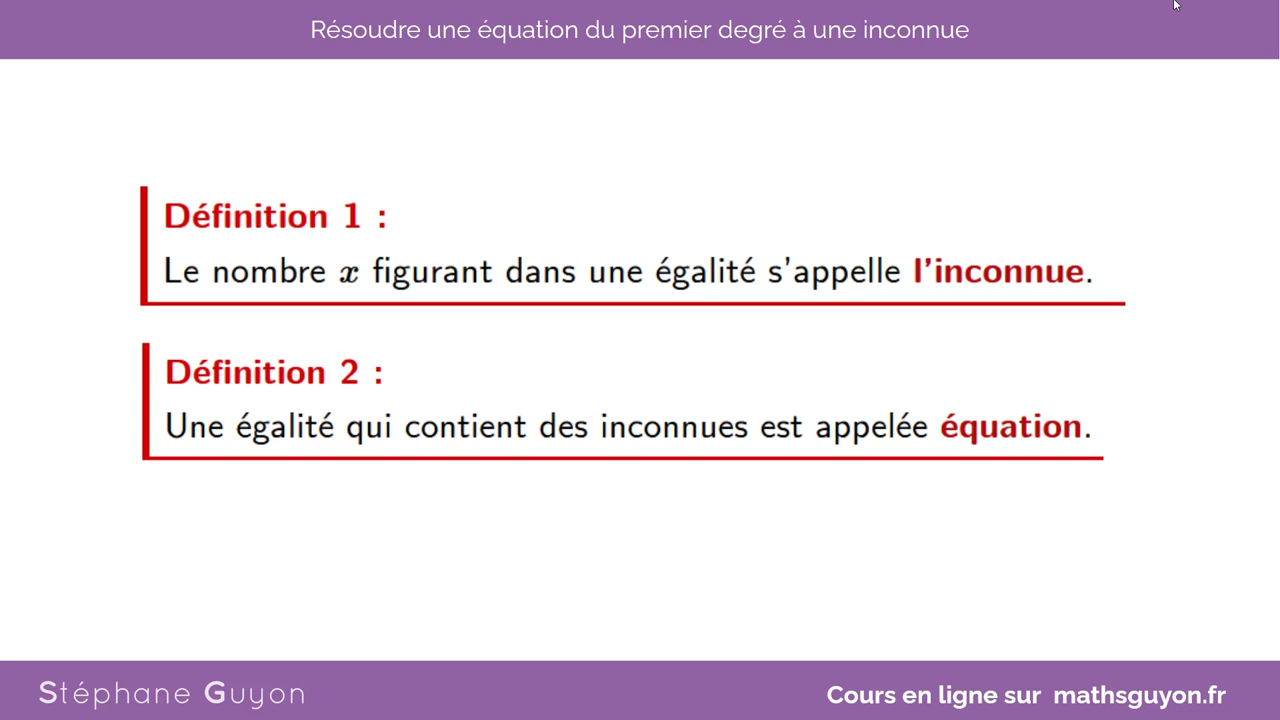 Résoudre une équation du premier degré à une inconnue
Définition 1 :
Le nombre x figurant dans une égalité s'appelle l'inconnue.
Définition 2 :
Une égalité qui contient des inconnues est appelée équation.
Stéphane Guyon
Cours en ligne sur mathsguyon.fr